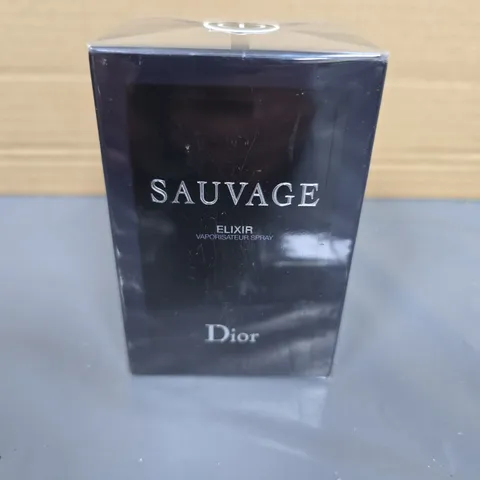 SAUVAGE
ELIXIR
VAPORISATEUR SPRAY
Dior